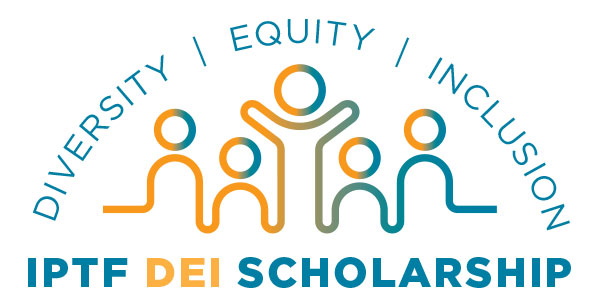 DIVERSITY | EQUITY | INCLUSION
IPTF DEI SCHOLARSHIP